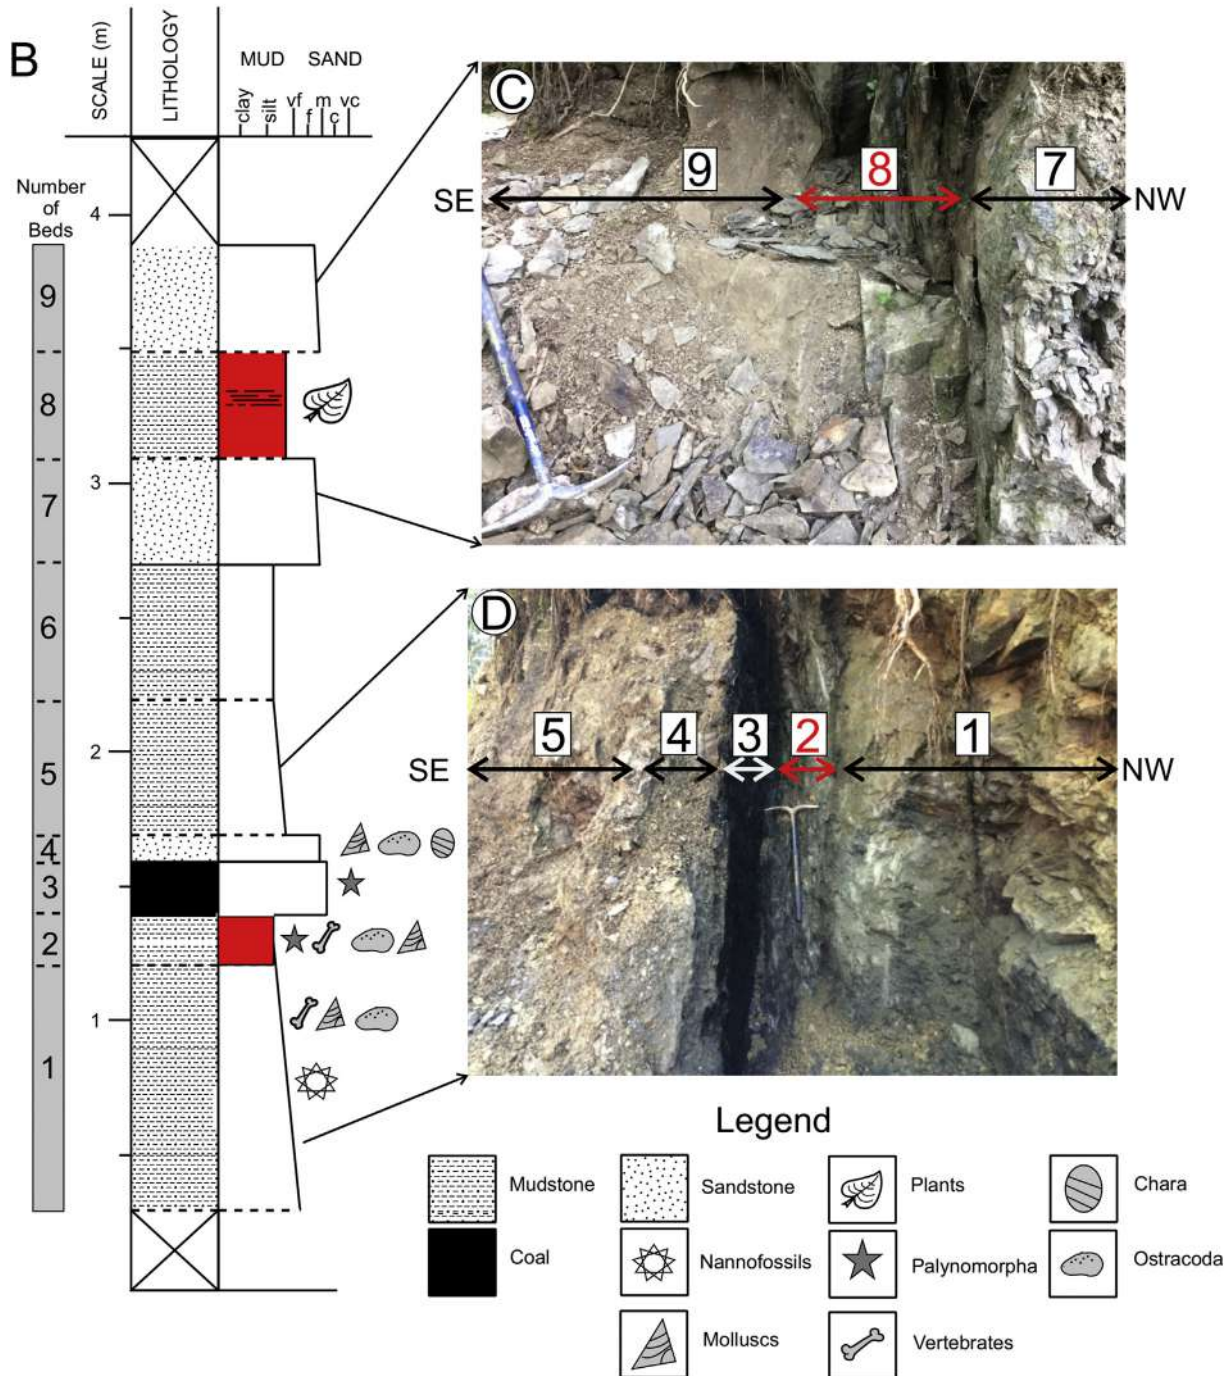 B
SCALE (m)
LITHOLOGY
MUD SAND
clay
silt
vf
f
m
c
vc
Number
of
Beds
4
3
2
1
9
8
7
6
5
4
3
2
1
C
SE
9
8
7
NW
D
SE
5
4
3
2
1
NW
Legend
Mudstone
Sandstone
Plants
Chara
Coal
Nannofossils
Palynomorpha
Ostracoda
Molluscs
Vertebrates